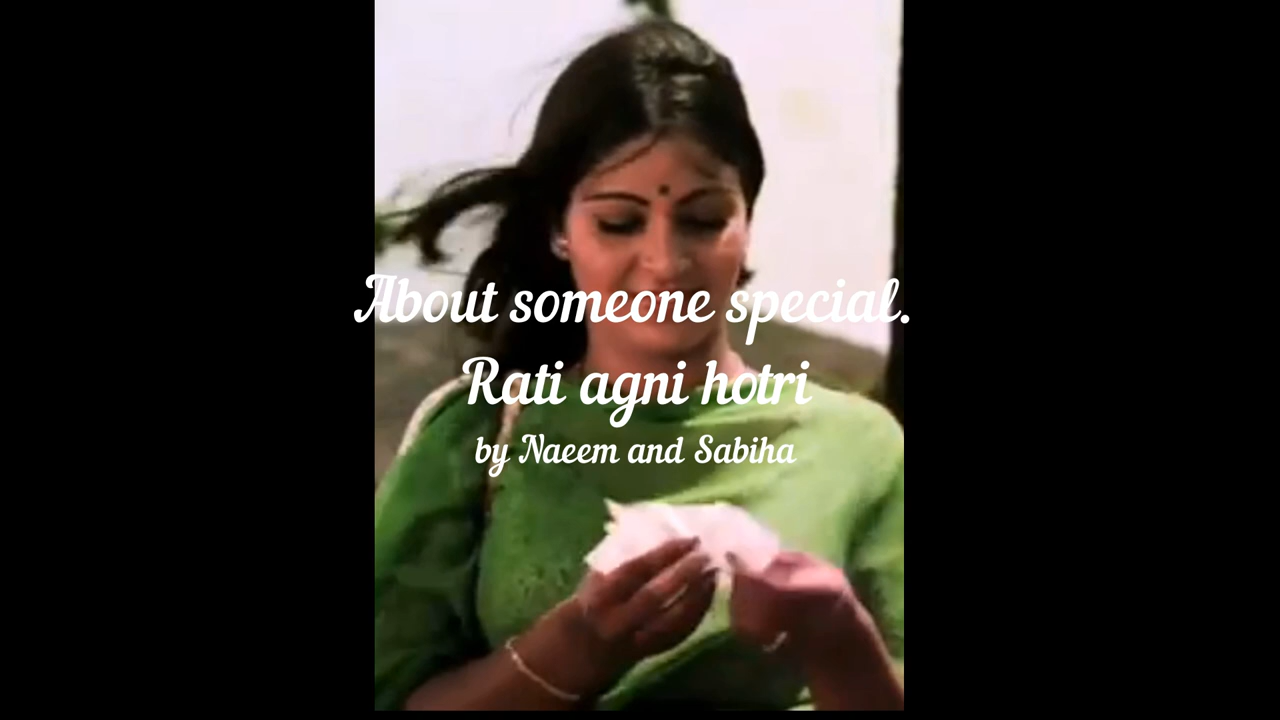 About someone special.
Rati agni hotri
by Naeem and Sabiha